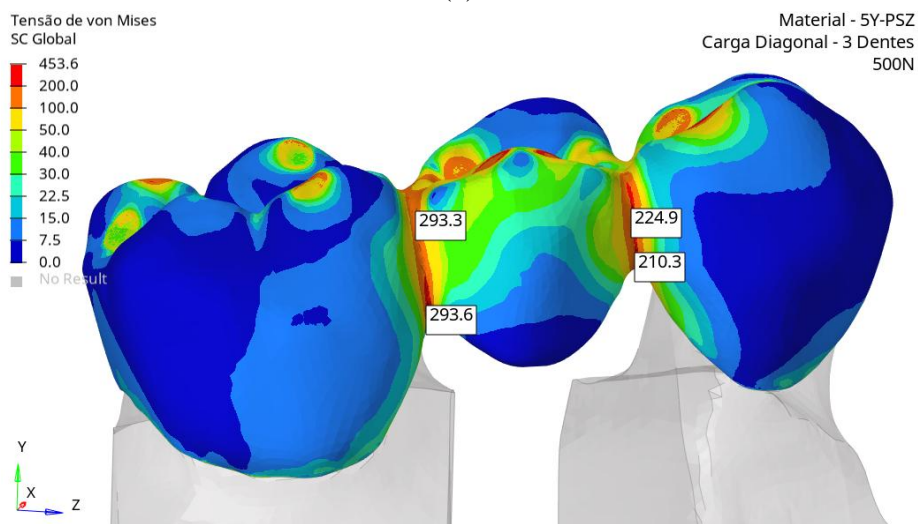 Tensão de von Mises
SC Global
453.6
200.0
100.0
50.0
40.0
30.0
22.5
15.0
7.5
0.0
No Result
Material - 5Y-PSZ
Carga Diagonal - 3 Dentes
500N
293.3
293.6
224.9
210.3
Y
X
Z